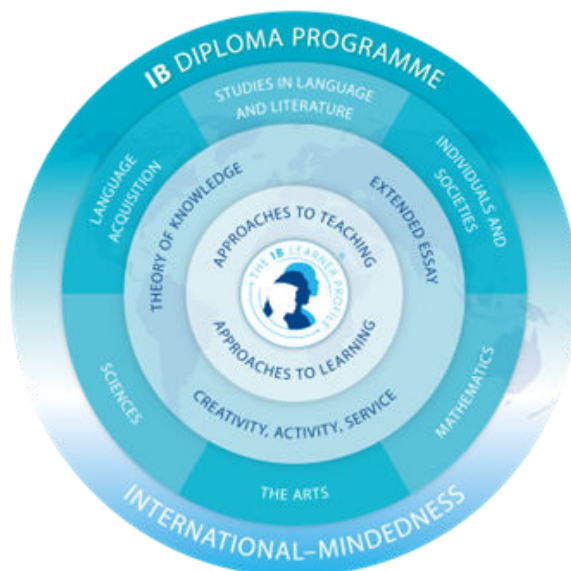 IB DIPLOMA PROGRAMME
STUDIES IN LANGUAGE
AND LITERATURE
LANGUAGE
ACQUISITION
INDIVIDUALS AND
SOCIETIES
THEORY OF KNOWLEDGE
EXTENDED ESSAY
APPROACHES TO TEACHING
THE IB LEARNER PROFILE
APPROACHES TO LEARNING
CREATIVITY, ACTIVITY, SERVICE
SCIENCES
MATHEMATICS
THE ARTS
INTERNATIONAL–MINDEDNESS